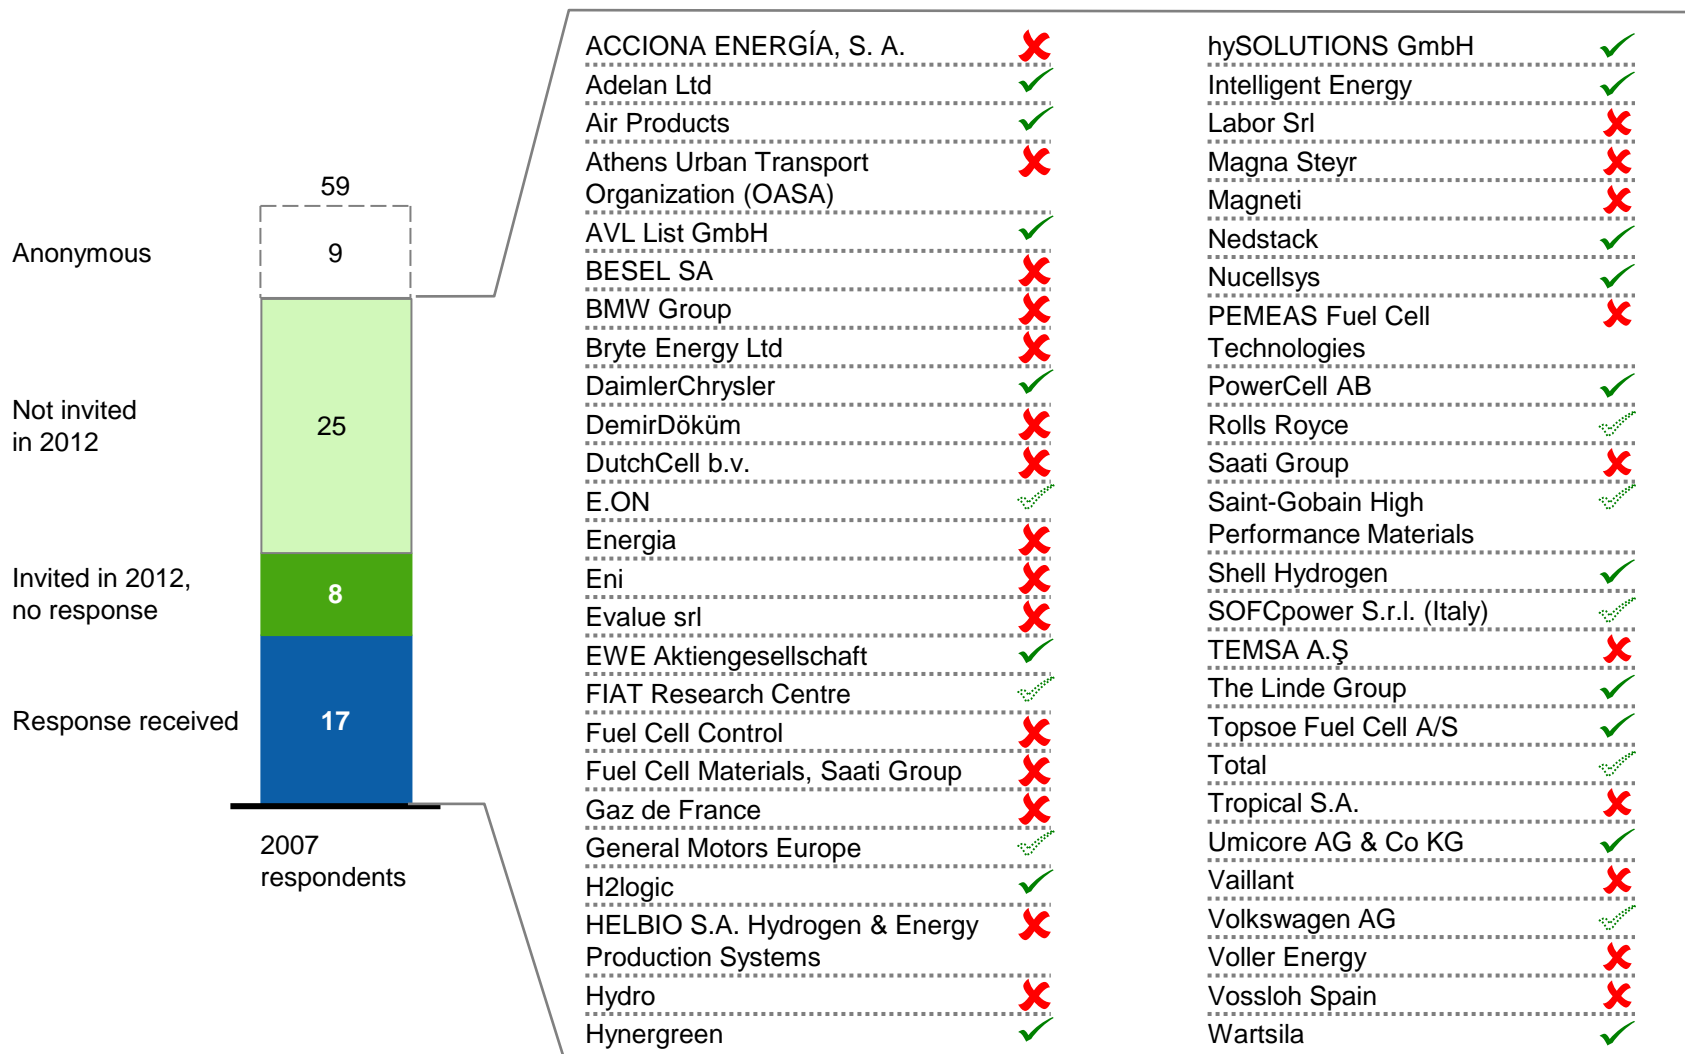 59
Anonymous
9
Not invited
in 2012
25
Invited in 2012,
no response
8
Response received
17
2007
respondents
ACCIONA ENERGÍA, S. A.
Adelan Ltd
Air Products
Athens Urban Transport
Organization (OASA)
AVL List GmbH
BESEL SA
BMW Group
Bryte Energy Ltd
DaimlerChrysler
DemirDöküm
DutchCell b.v.
E.ON
Energia
Eni
Evalue srl
EWE Aktiengesellschaft
FIAT Research Centre
Fuel Cell Control
Fuel Cell Materials, Saati Group
Gaz de France
General Motors Europe
H2logic
HELBIO S.A. Hydrogen & Energy
Production Systems
Hydro
Hynergreen
hySOLUTIONS GmbH
Intelligent Energy
Labor Srl
Magna Steyr
Magneti
Nedstack
Nucellsys
PEMEAS Fuel Cell
Technologies
PowerCell AB
Rolls Royce
Saati Group
Saint-Gobain High
Performance Materials
Shell Hydrogen
SOFCpower S.r.l. (Italy)
TEMSA A.Ş
The Linde Group
Topsoe Fuel Cell A/S
Total
Tropical S.A.
Umicore AG & Co KG
Vaillant
Volkswagen AG
Voller Energy
Vossloh Spain
Wartsila